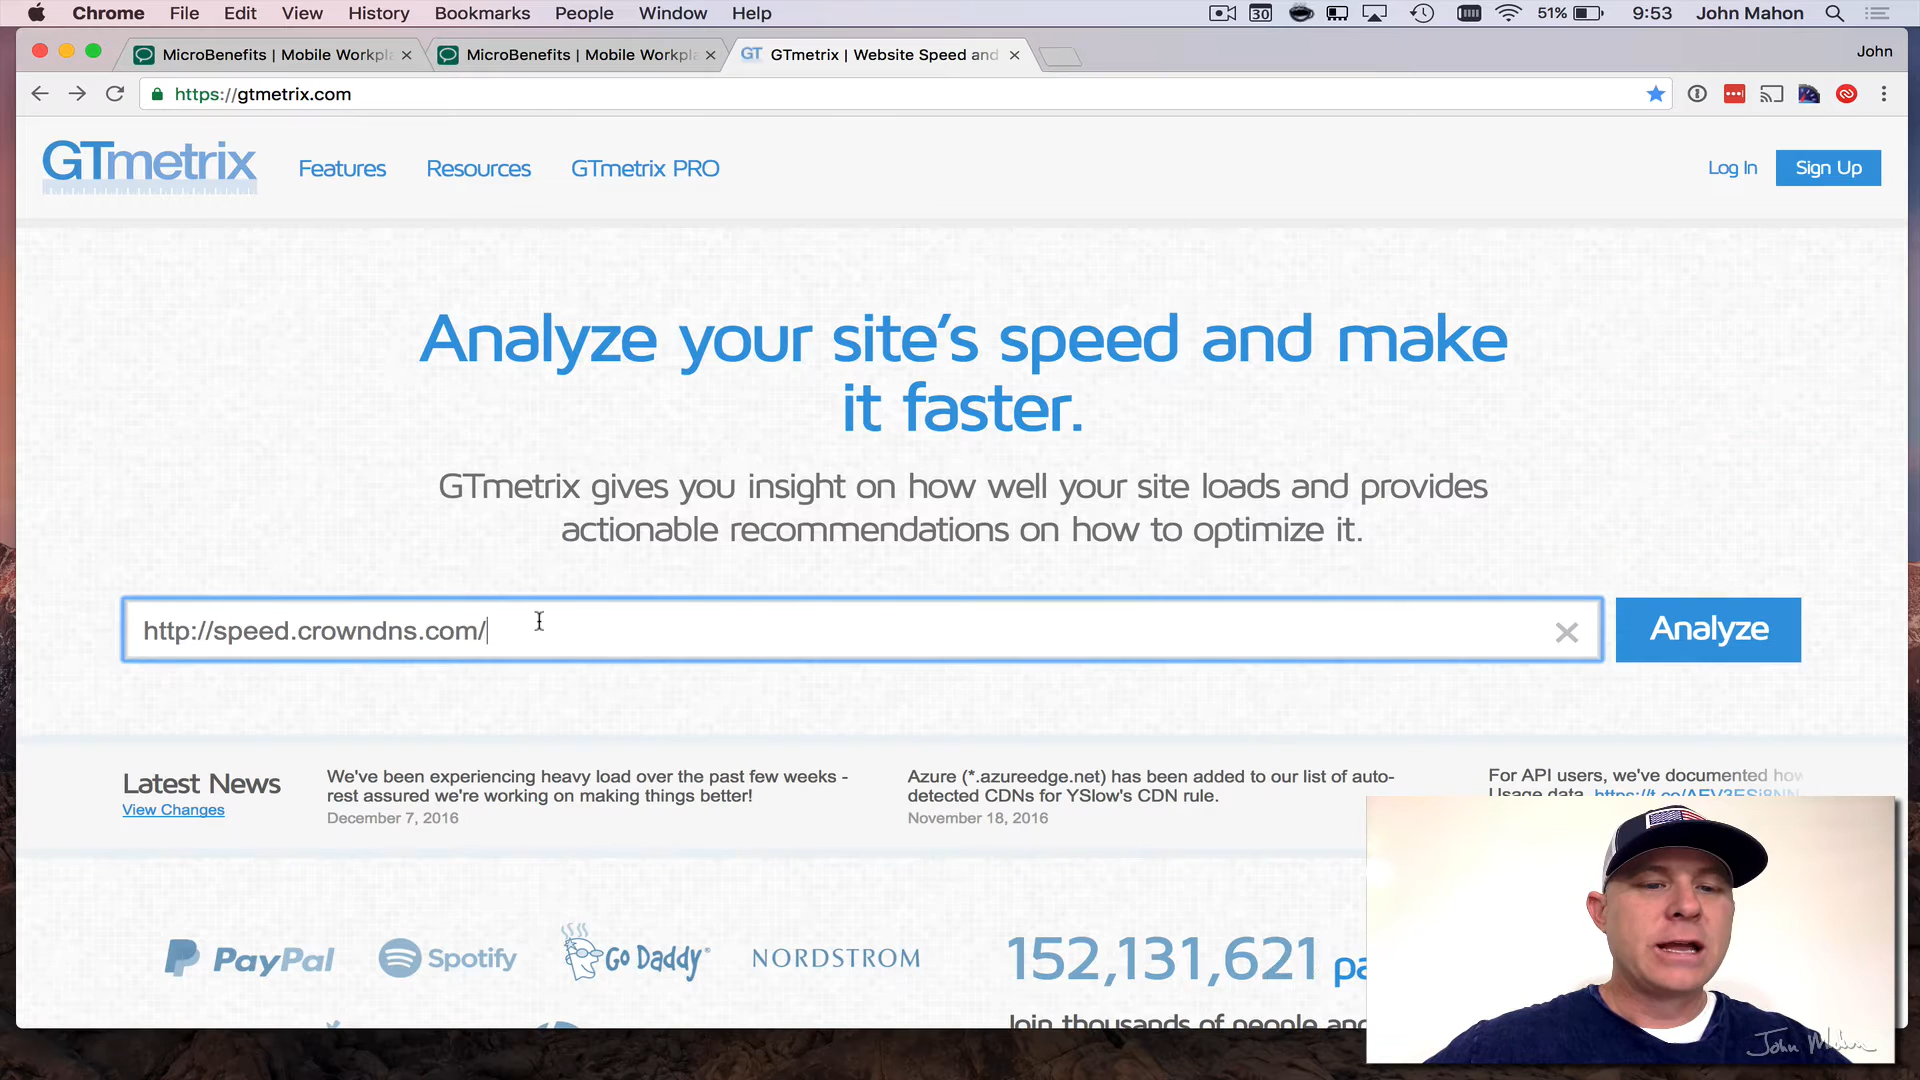 Chrome File Edit View History Bookmarks People Window Help 30 51% 9:53 John Mahon
MicroBenefits | Mobile Workpla MicroBenefits | Mobile Workpla GT GTmetrix | Website Speed and John
https://gtmetrix.com
GTmetrix Features Resources GTmetrix PRO Log In Sign Up
Analyze your site's speed and make
it faster.
GTmetrix gives you insight on how well your site loads and provides
actionable recommendations on how to optimize it.
http://speed.crowndns.com/ Analyze
Latest News
View Changes
We've been experiencing heavy load over the past few weeks -
rest assured we're working on making things better!
December 7, 2016
Azure (*.azureedge.net) has been added to our list of auto-
detected CDNs for YSlow's CDN rule.
November 18, 2016
For API users, we've documented how
Usage data.
PayPal Spotify Go Daddy NORDSTROM 152,131,621 pa
Join thousands of people and
John Mahon